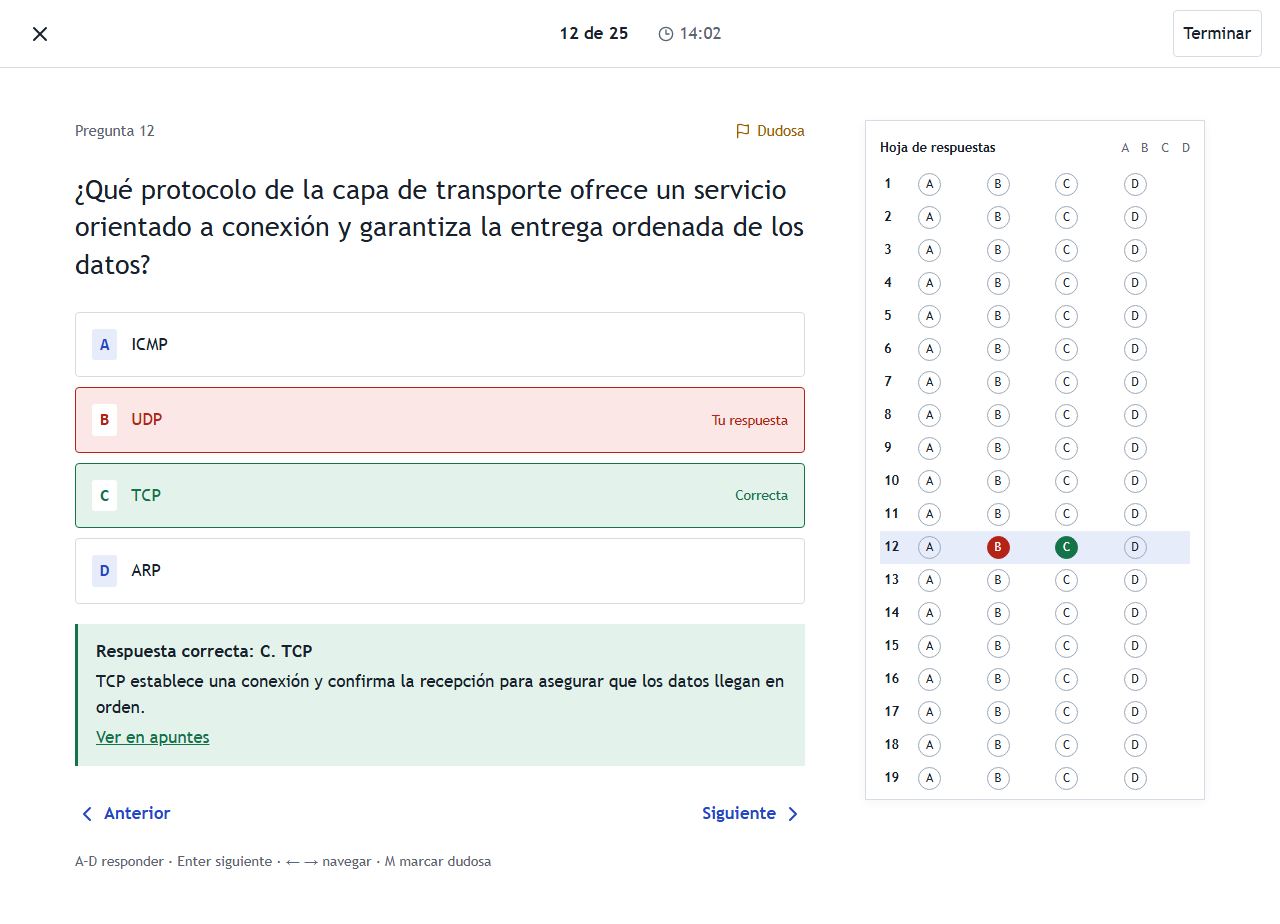 12 de 25
14:02
Terminar
Pregunta 12
Dudosa
¿Qué protocolo de la capa de transporte ofrece un servicio
orientado a conexión y garantiza la entrega ordenada de los
datos?
A ICMP
B UDP Tu respuesta
C TCP Correcta
D ARP
Respuesta correcta: C. TCP
TCP establece una conexión y confirma la recepción para asegurar que los datos llegan en
orden.
Ver en apuntes
Anterior
Siguiente
A-D responder · Enter siguiente · ← → navegar · M marcar dudosa
Hoja de respuestas A B C D
1 A B C D
2 A B C D
3 A B C D
4 A B C D
5 A B C D
6 A B C D
7 A B C D
8 A B C D
9 A B C D
10 A B C D
11 A B C D
12 A B C D
13 A B C D
14 A B C D
15 A B C D
16 A B C D
17 A B C D
18 A B C D
19 A B C D